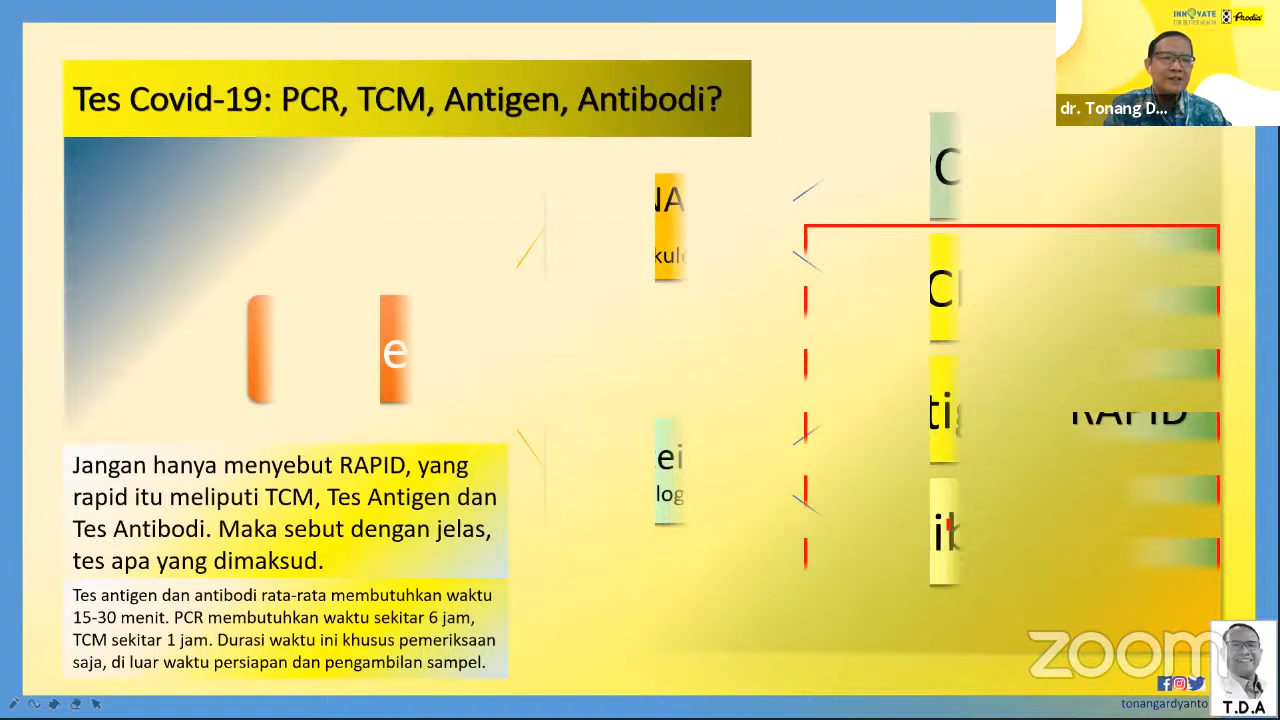 INNOVATE
FOR BETTER HEALTH
Prodia
dr. Tonang D...
Tes Covid-19: PCR, TCM, Antigen, Antibodi?
RAPID
Jangan hanya menyebut RAPID, yang
rapid itu meliputi TCM, Tes Antigen dan
Tes Antibodi. Maka sebut dengan jelas,
tes apa yang dimaksud.
Tes antigen dan antibodi rata-rata membutuhkan waktu
15-30 menit. PCR membutuhkan waktu sekitar 6 jam,
TCM sekitar 1 jam. Durasi waktu ini khusus pemeriksaan
saja, di luar waktu persiapan dan pengambilan sampel.
zoom
tonangardyanto
T.D.A